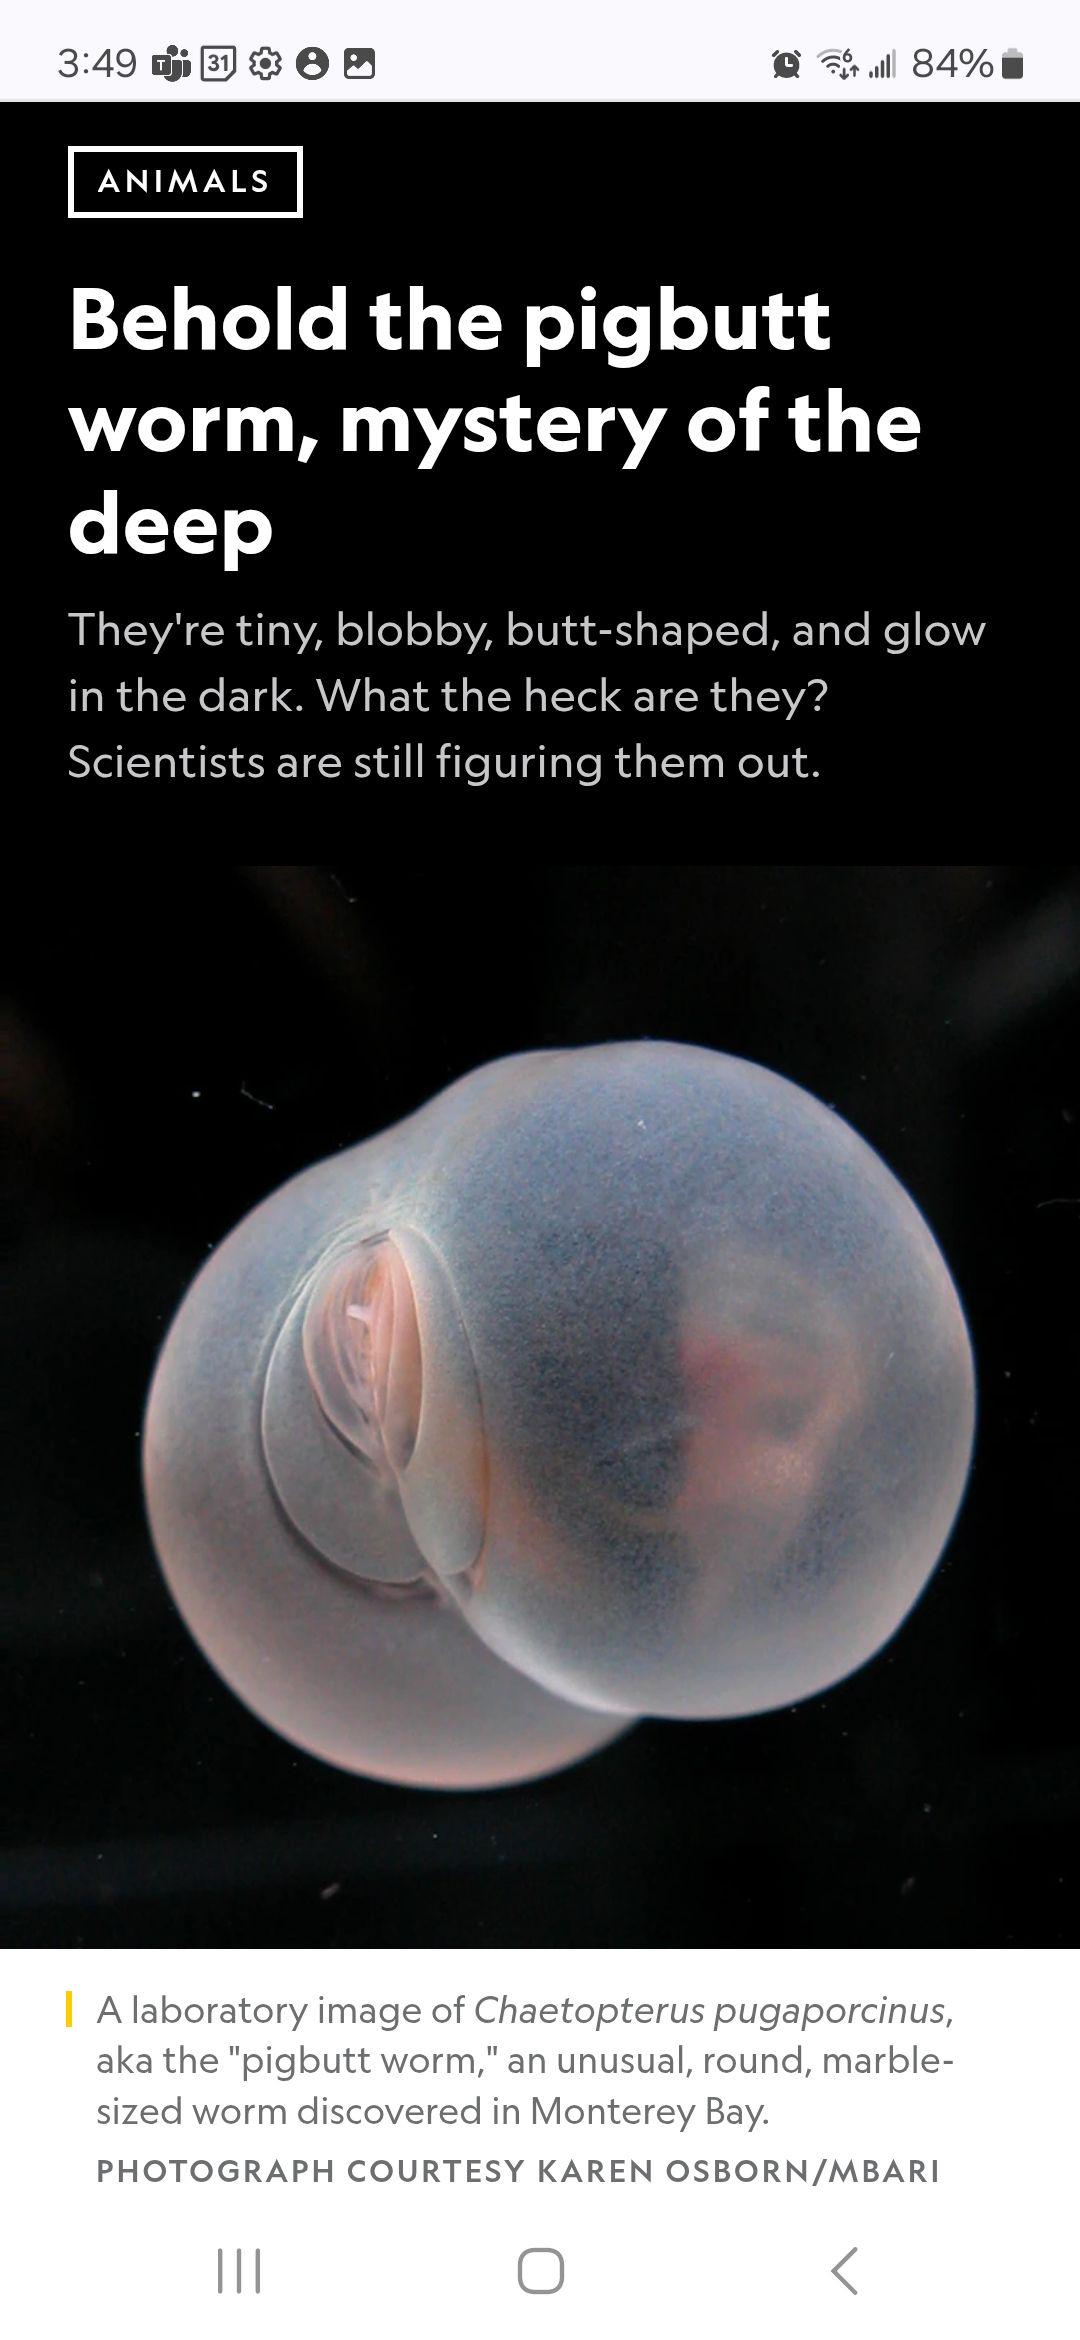 3:49 31 6 84%
ANIMALS
Behold the pigbutt
worm, mystery of the
deep
They're tiny, blobby, butt-shaped, and glow
in the dark. What the heck are they?
Scientists are still figuring them out.
A laboratory image of Chaetopterus pugaporcinus,
aka the "pigbutt worm," an unusual, round, marble-
sized worm discovered in Monterey Bay.
PHOTOGRAPH COURTESY KAREN OSBORN/MBARI